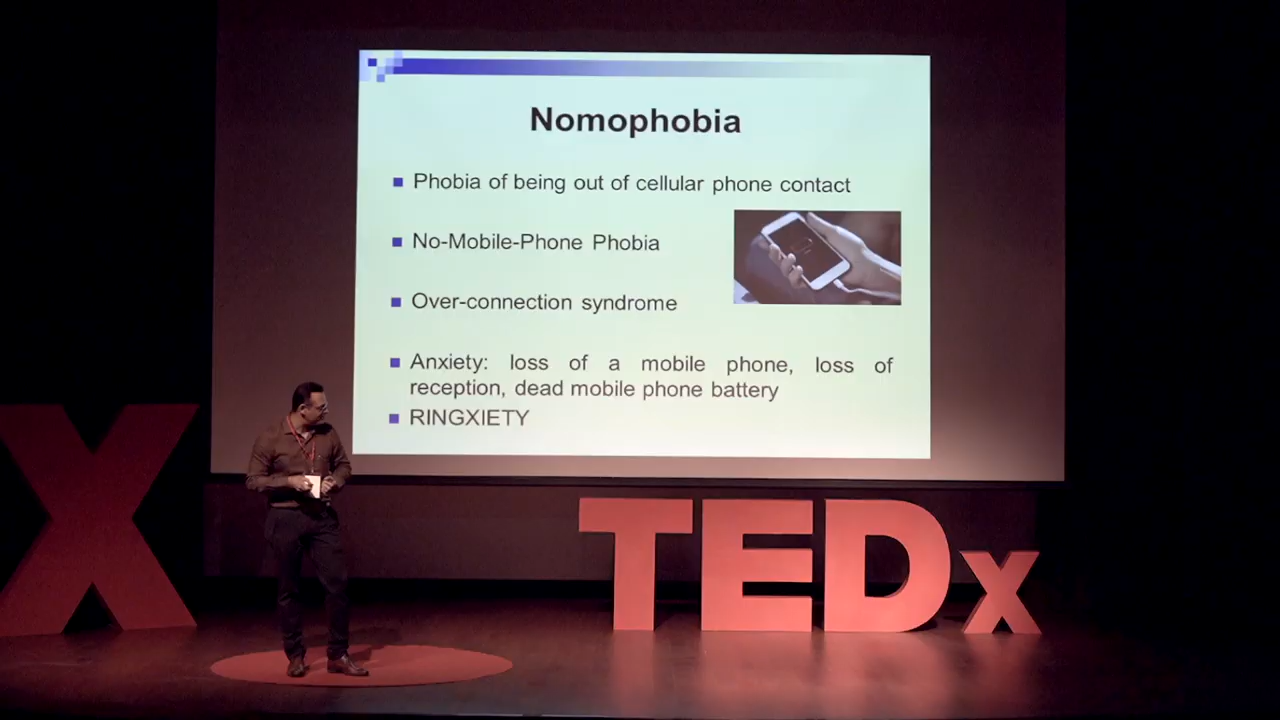 Nomophobia
Phobia of being out of cellular phone contact
No-Mobile-Phone Phobia
Over-connection syndrome
Anxiety: loss of a mobile phone, loss of
reception, dead mobile phone battery
RINGXIETY
X
TEDx